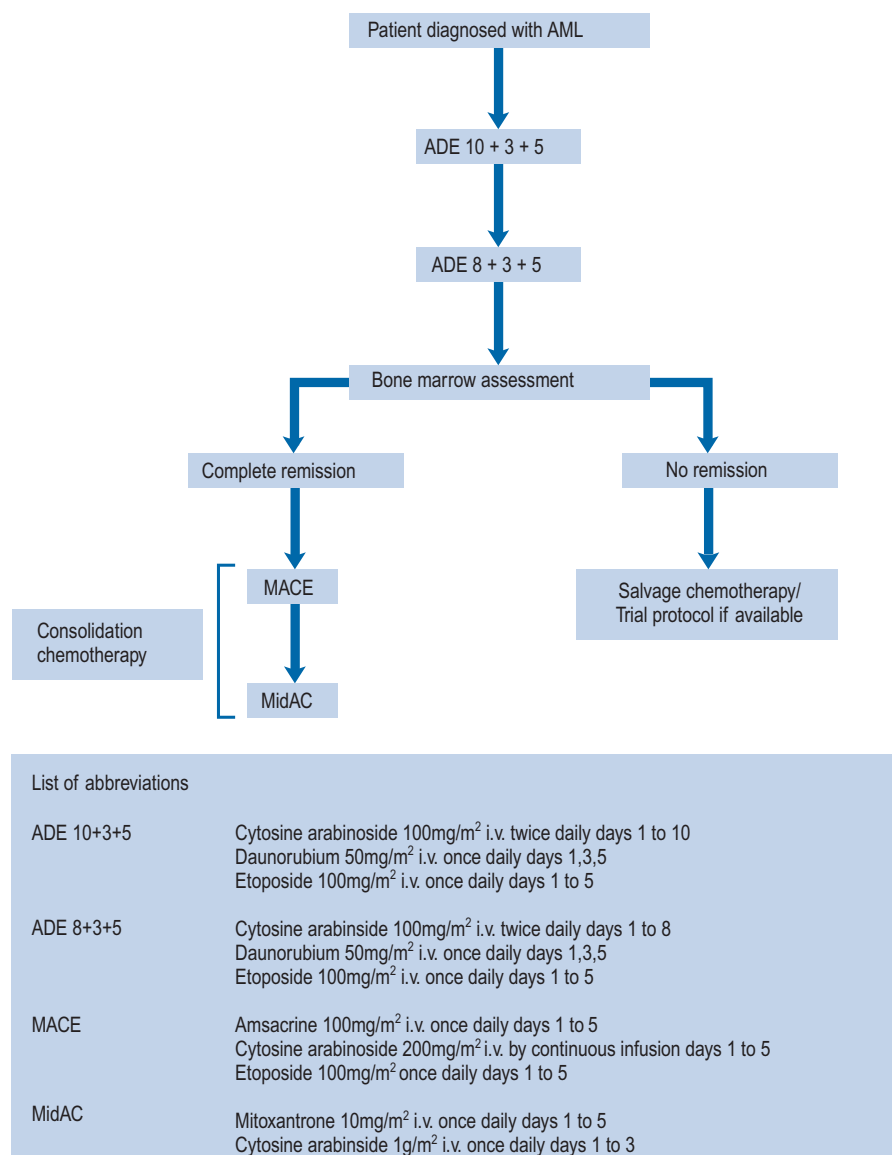 Patient diagnosed with AML
ADE 10 + 3 + 5
ADE 8 + 3 + 5
Bone marrow assessment
Complete remission
No remission
MACE
Salvage chemotherapy/
Trial protocol if available
Consolidation
chemotherapy
MidAC
List of abbreviations
ADE 10+3+5 Cytosine arabinoside 100mg/m² i.v. twice daily days 1 to 10
Daunorubium 50mg/m² i.v. once daily days 1,3,5
Etoposide 100mg/m² i.v. once daily days 1 to 5
ADE 8+3+5 Cytosine arabinside 100mg/m² i.v. twice daily days 1 to 8
Daunorubium 50mg/m² i.v. once daily days 1,3,5
Etoposide 100mg/m² i.v. once daily days 1 to 5
MACE Amsacrine 100mg/m² i.v. once daily days 1 to 5
Cytosine arabinoside 200mg/m² i.v. by continuous infusion days 1 to 5
Etoposide 100mg/m² once daily days 1 to 5
MidAC Mitoxantrone 10mg/m² i.v. once daily days 1 to 5
Cytosine arabinside 1g/m² i.v. once daily days 1 to 3